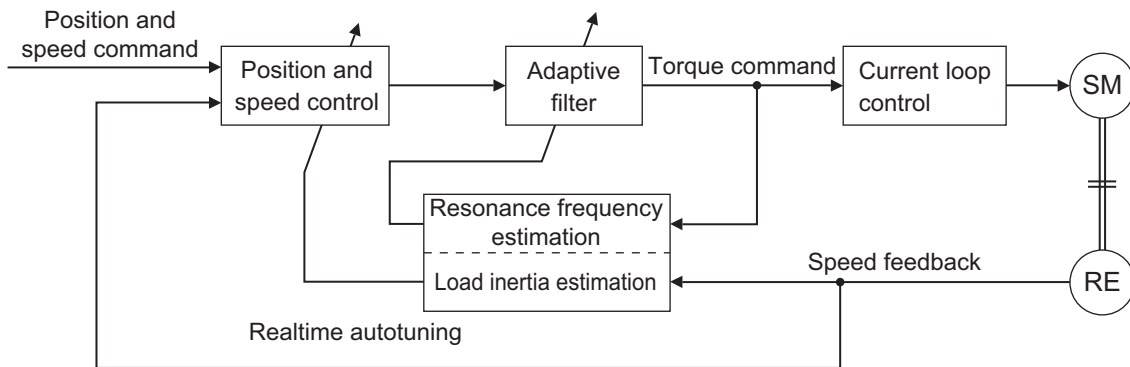 Position and
speed command
Position and
speed control
Adaptive
filter
Torque command
Current loop
control
SM
Resonance frequency
estimation
Load inertia estimation
Speed feedback
RE
Realtime autotuning